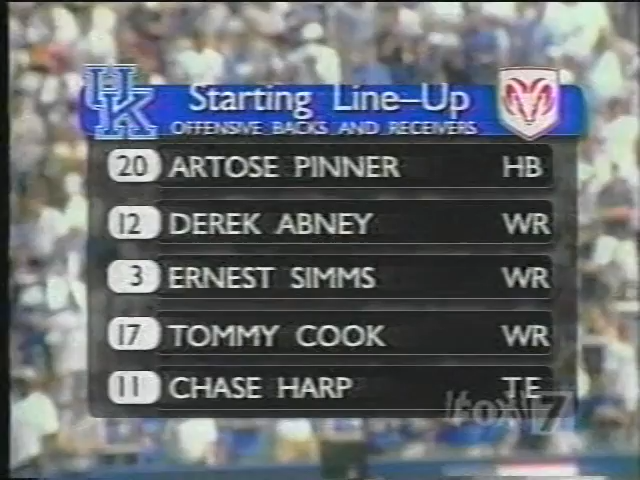 UK
Starting Line-Up
OFFENSIVE BACKS AND RECEIVERS
20 ARTOSE PINNER HB
12 DEREK ABNEY WR
3 ERNEST SIMMS WR
17 TOMMY COOK WR
11 CHASE HARP TE
fox 7